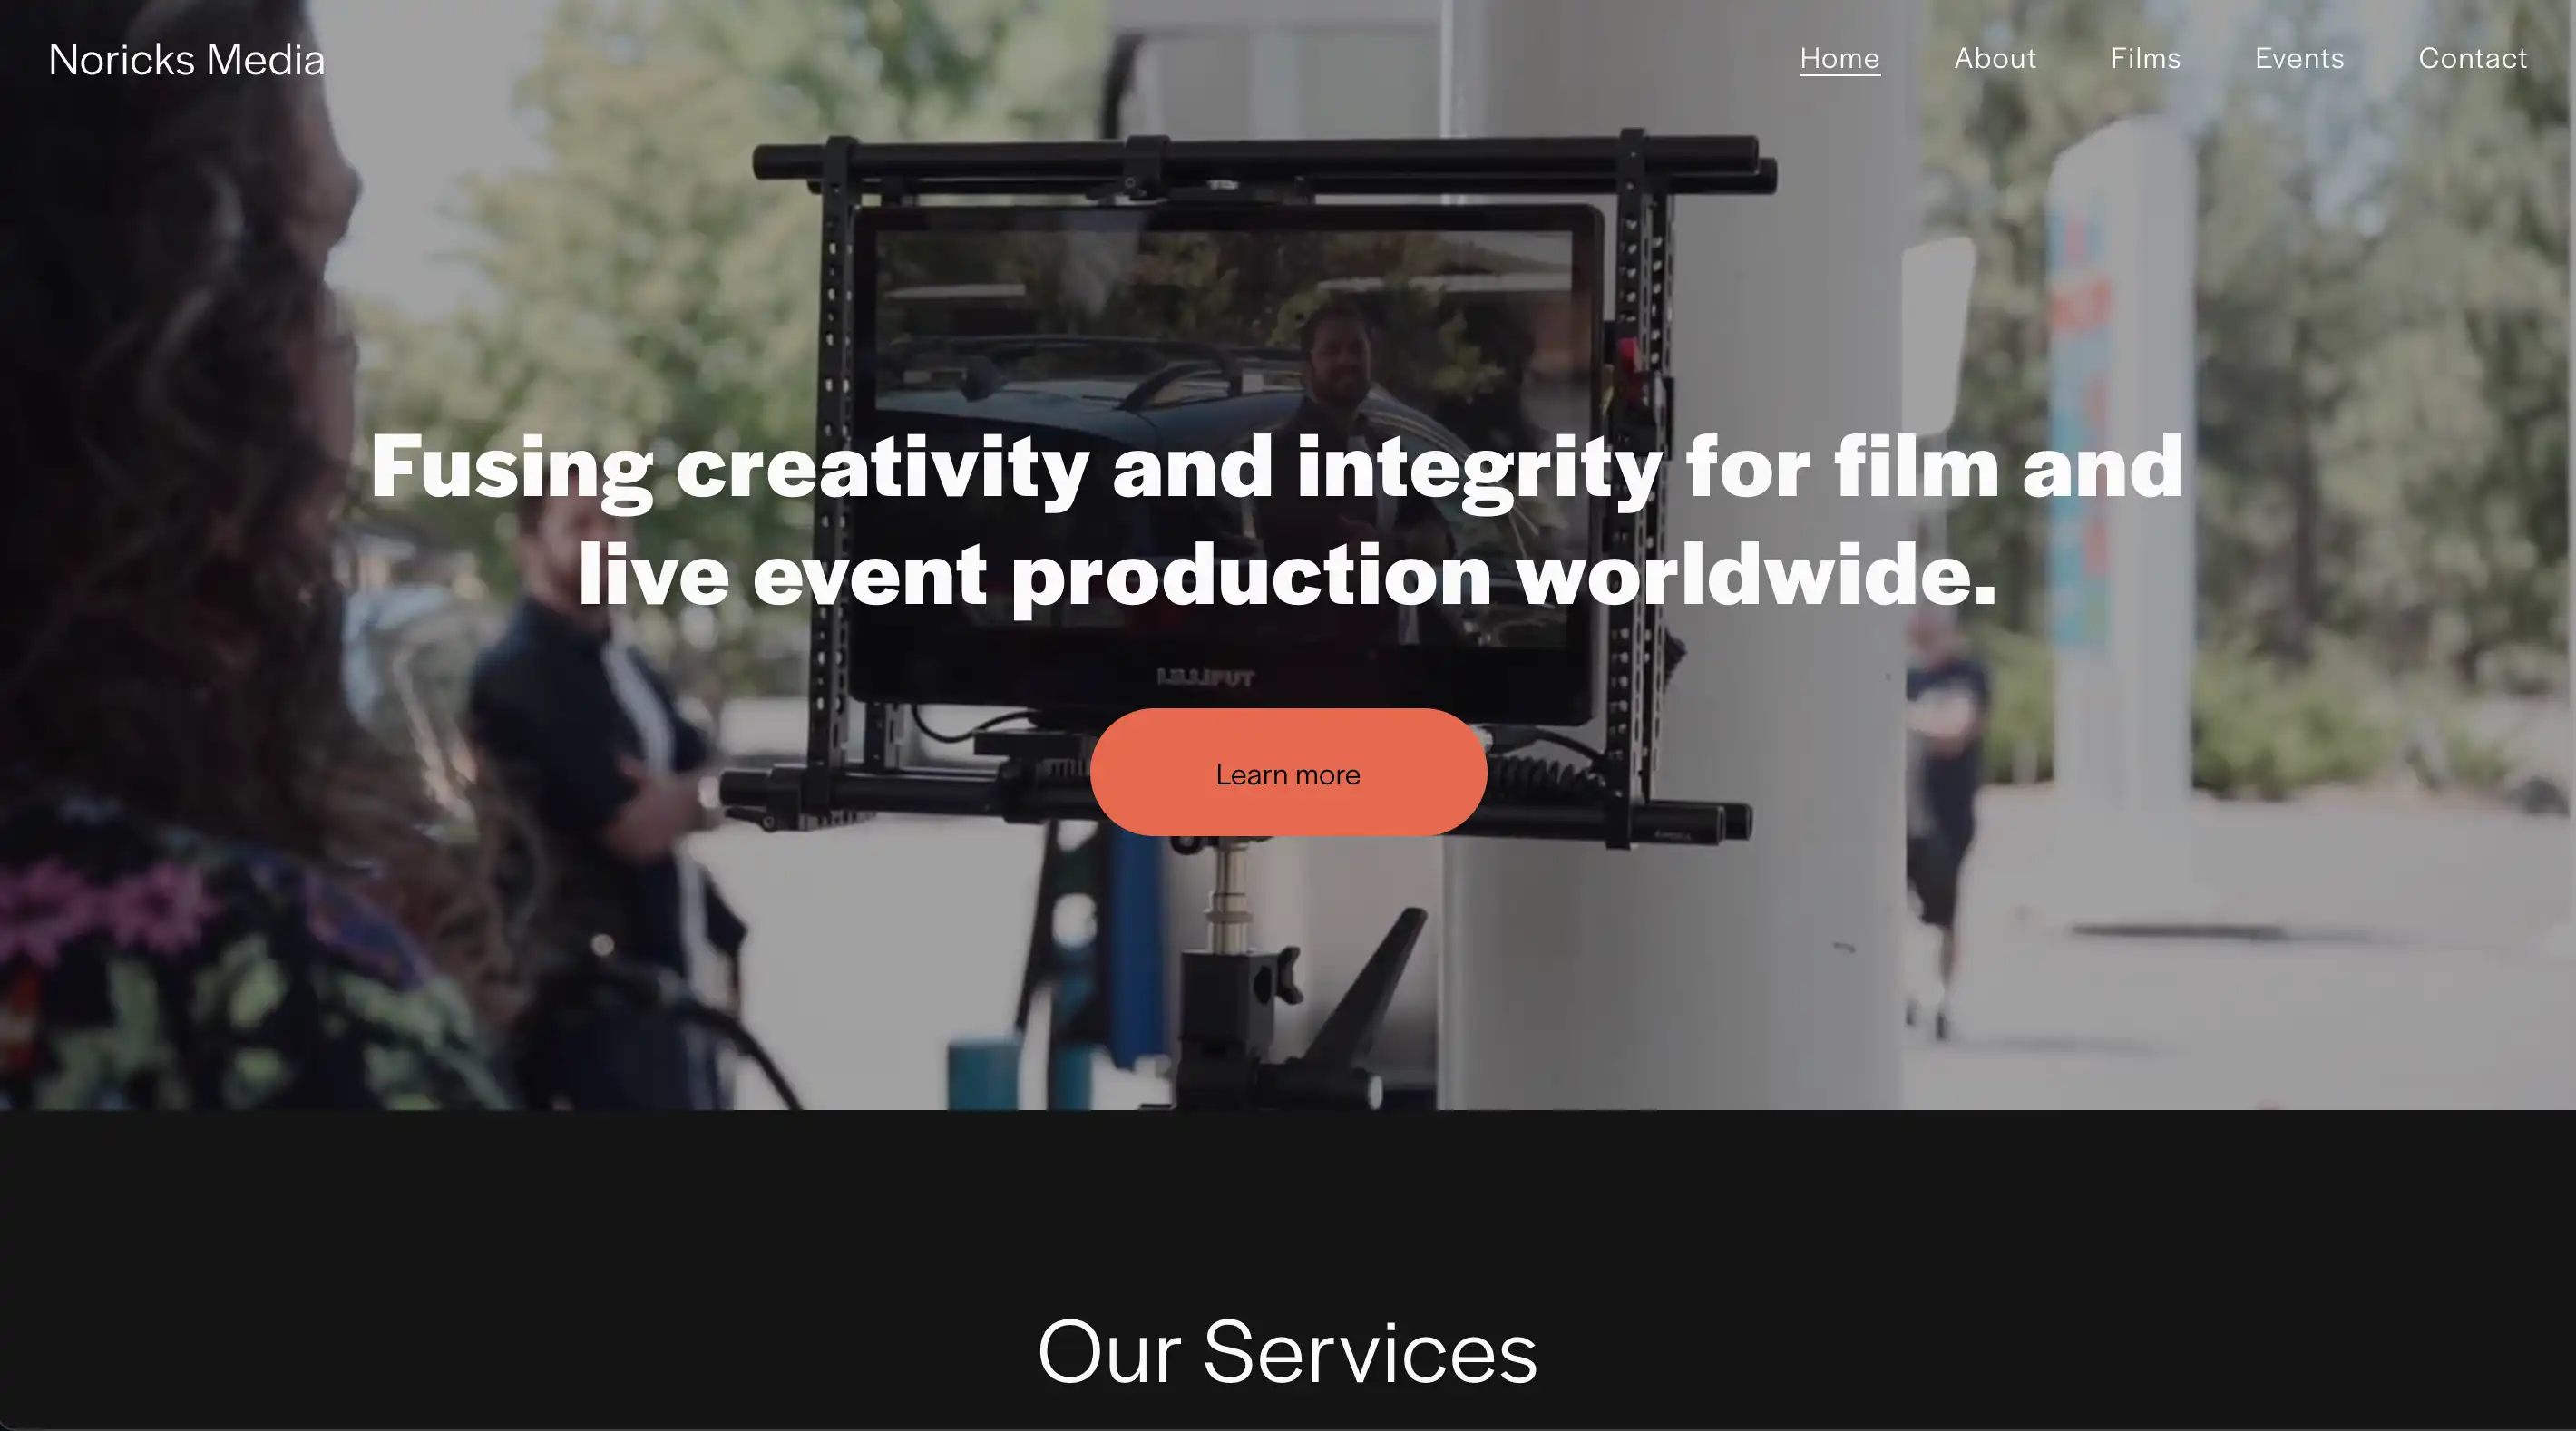 Noricks Media
Home About Films Events Contact
Fusing creativity and integrity for film and
live event production worldwide.
LILLIPUT
Learn more
Our Services